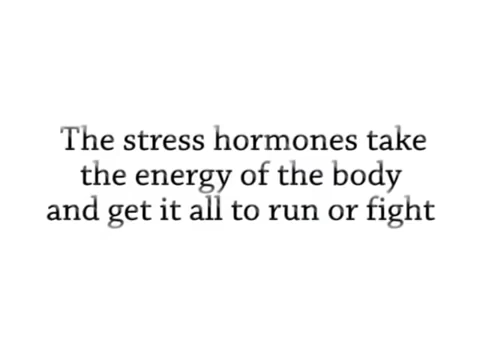 The stress hormones take
the energy of the body
and get it all to run or fight